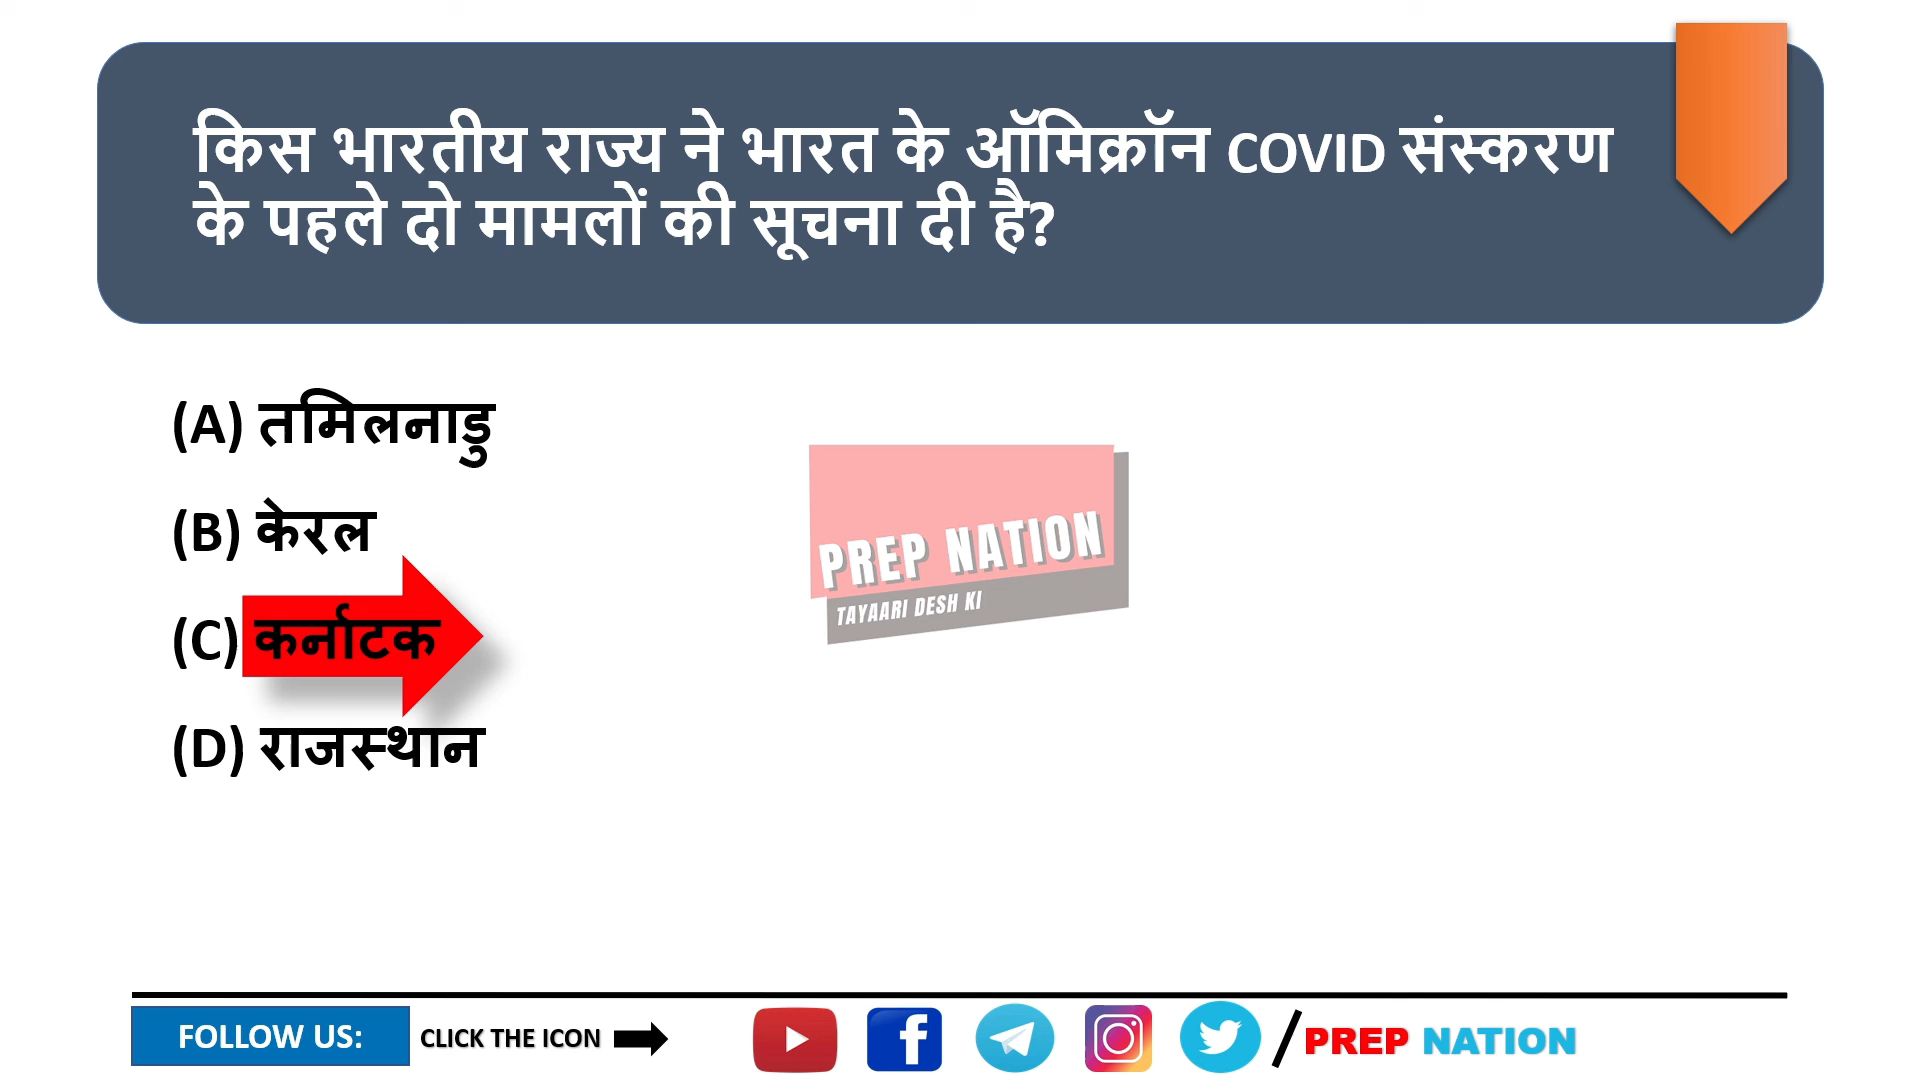 किस भारतीय राज्य ने भारत के ऑमिक्रॉन COVID संस्करण
के पहले दो मामलों की सूचना दी है?
(A) तमिलनाडु
(B) केरल
(C) कर्नाटक
(D) राजस्थान
PREP NATION
TAYAARI DESH KI
FOLLOW US: CLICK THE ICON /PREP NATION